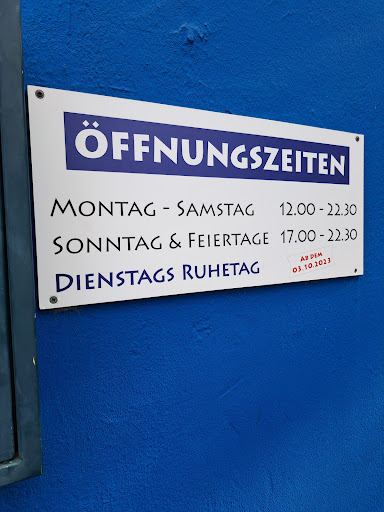 ÖFFNUNGSZEITEN
MONTAG - SAMSTAG 12.00 - 22.30
SONNTAG & FEIERTAGE 17.00 - 22.30
DIENSTAGS RUHETAG
AB DEM
03.10.2023